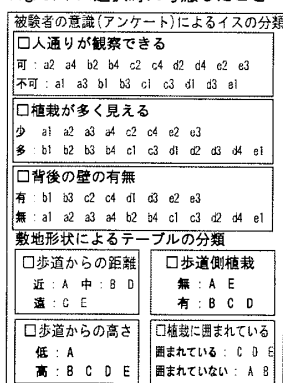 被験者の意識(アンケート)によるイスの分類
□人通りが観察できる
可：a2 a4 b2 b4 c2 c4 d2 d4 e2 e3
不可：a1 a3 b1 b3 c1 c3 d1 d3 e1
□植栽が多く見える
少 a1 a2 a3 a4 c2 c4 e2 e3
多：b1 b2 b3 b4 c1 c3 d1 d2 d3 d4 e1
□背後の壁の有無
有：b1 b3 c2 c4 d1 d3 e2 e3
無：a1 a2 a3 a4 b2 b4 c1 c3 d2 d4 e1
敷地形状によるテーブルの分類
□歩道からの距離
近：A 中：B D
遠：C E
□歩道側植栽
無：A E
有：B C D
□歩道からの高さ
低：A
高：B C D E
□植栽に囲まれている
囲まれている：C D E
囲まれていない：A B